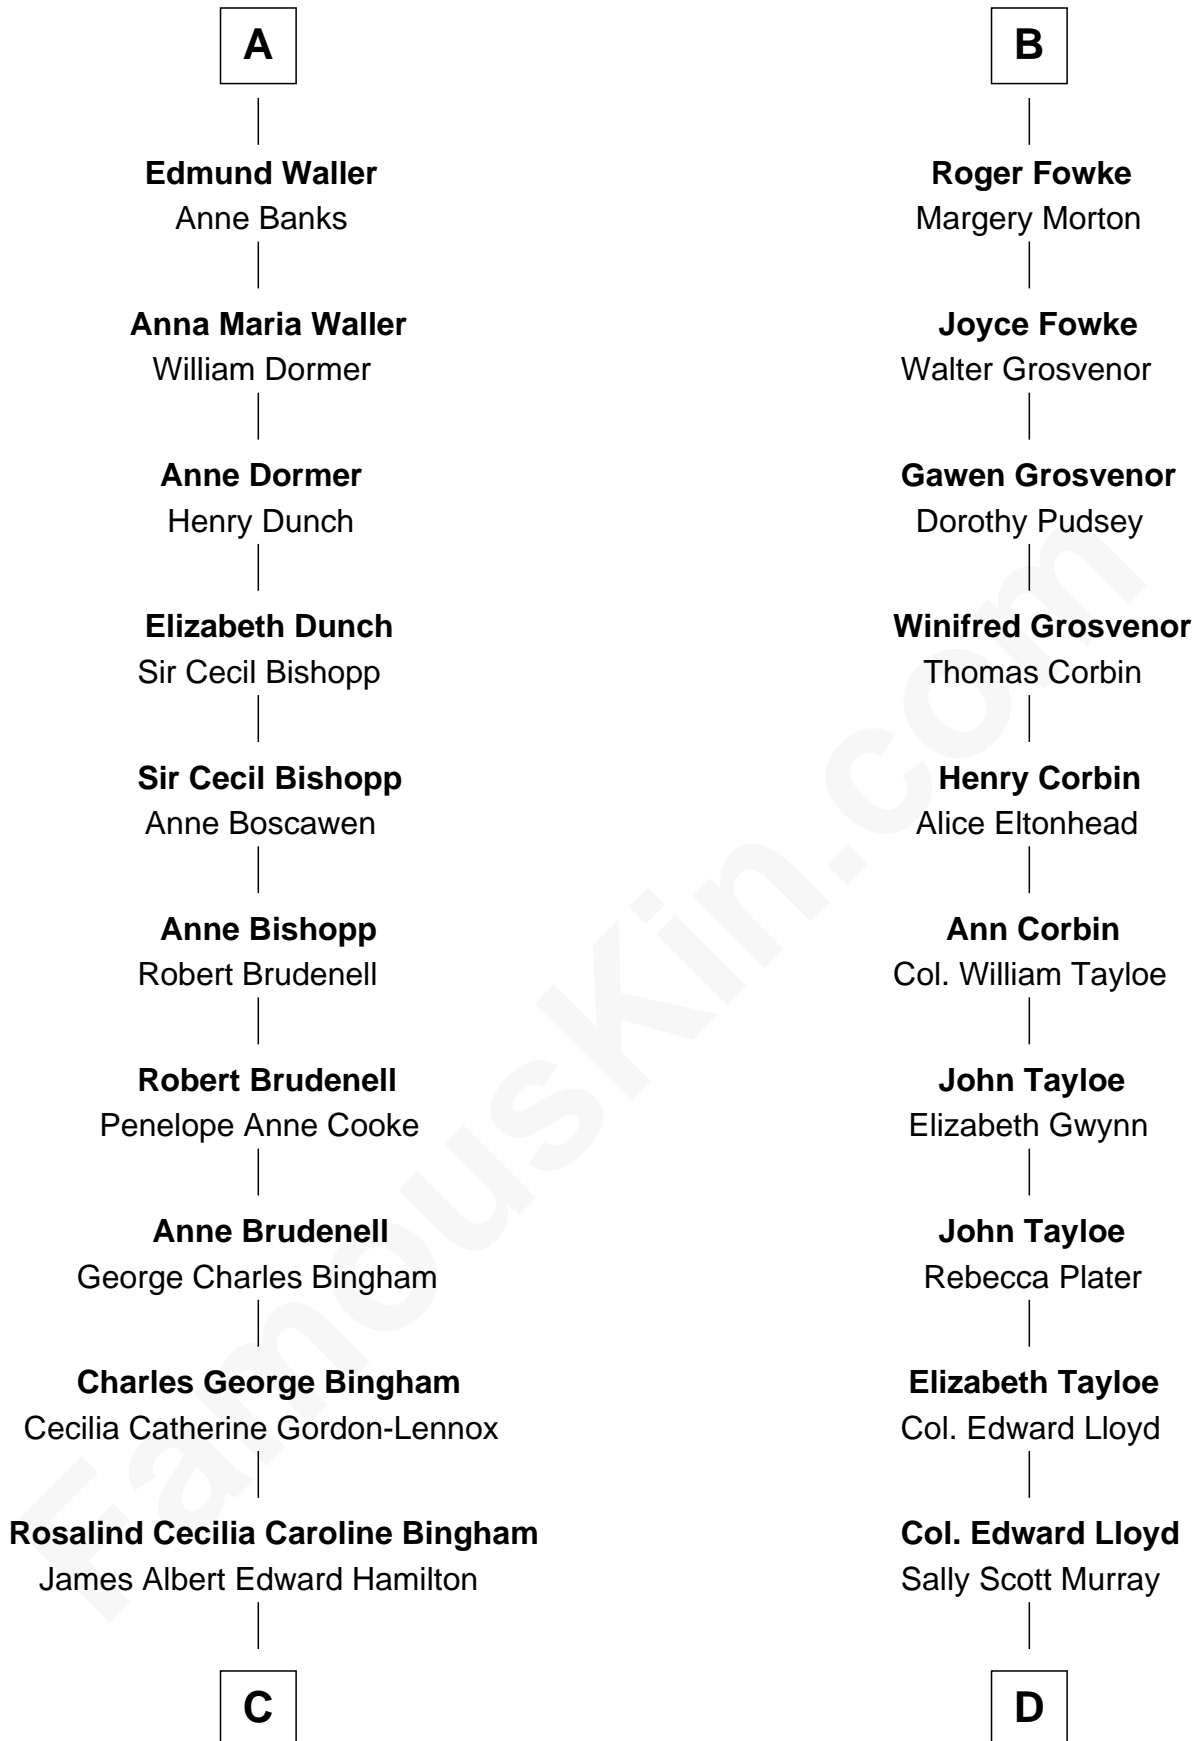 A
Edmund Waller
Anne Banks
Anna Maria Waller
William Dormer
Anne Dormer
Henry Dunch
Elizabeth Dunch
Sir Cecil Bishopp
Sir Cecil Bishopp
Anne Boscawen
Anne Bishopp
Robert Brudenell
Robert Brudenell
Penelope Anne Cooke
Anne Brudenell
George Charles Bingham
Charles George Bingham
Cecilia Catherine Gordon-Lennox
Rosalind Cecilia Caroline Bingham
James Albert Edward Hamilton
C
B
Roger Fowke
Margery Morton
Joyce Fowke
Walter Grosvenor
Gawen Grosvenor
Dorothy Pudsey
Winifred Grosvenor
Thomas Corbin
Henry Corbin
Alice Eltonhead
Ann Corbin
Col. William Tayloe
John Tayloe
Elizabeth Gwynn
John Tayloe
Rebecca Plater
Elizabeth Tayloe
Col. Edward Lloyd
Col. Edward Lloyd
Sally Scott Murray
D
FamousKin.com